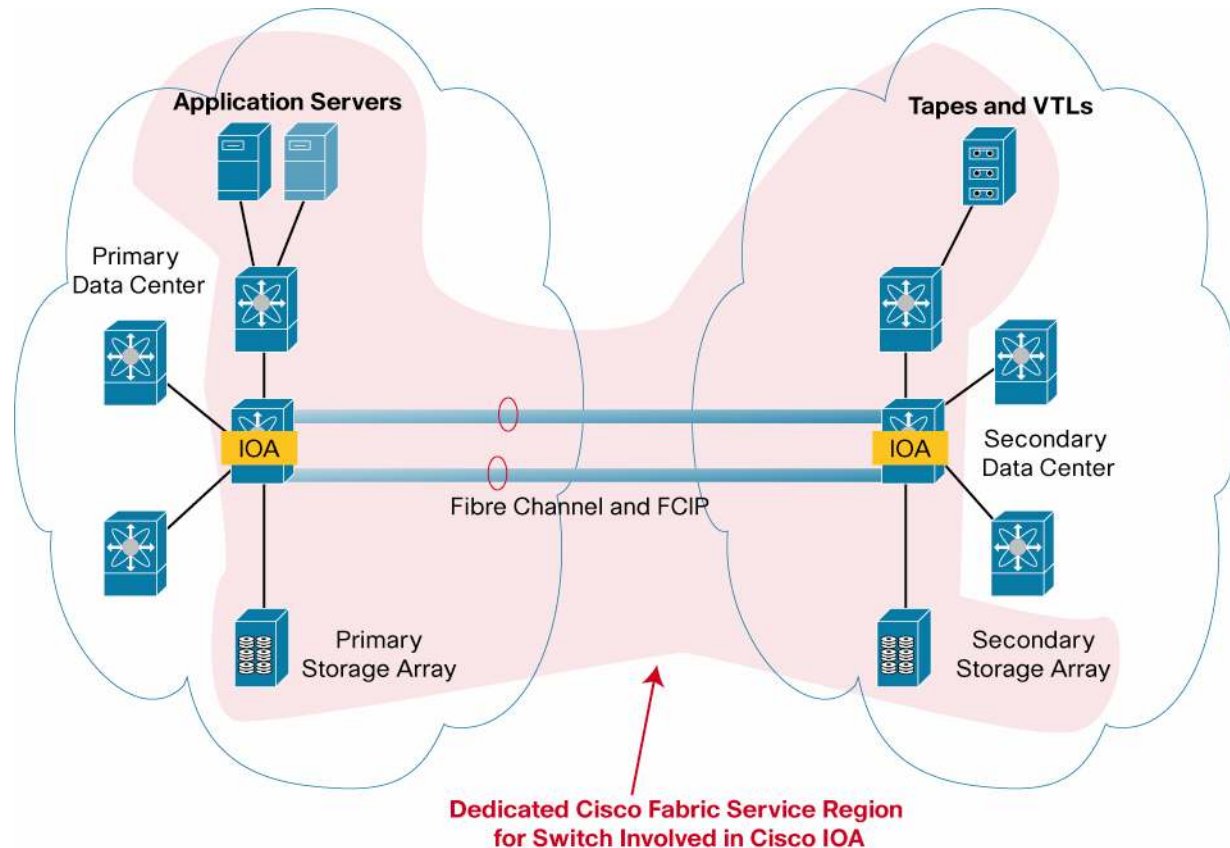 Application Servers
Tapes and VTLs
Primary
Data Center
IOA
IOA
Secondary
Data Center
Fibre Channel and FCIP
Primary
Storage Array
Secondary
Storage Array
Dedicated Cisco Fabric Service Region
for Switch Involved in Cisco IOA